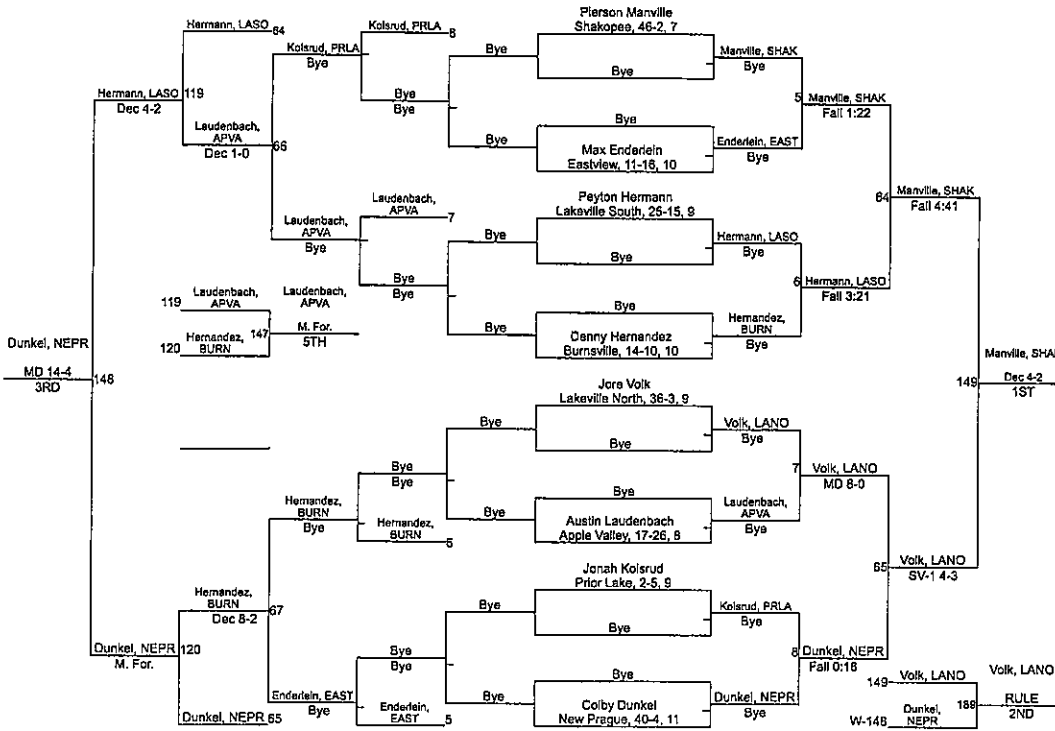 Pierson Manville
Shakopee, 46-2, 7
Hermann, LASO
64
Kolsrud, PRLA
8
Kolsrud, PRLA
Bye
Bye
Manville, SHAK
Bye
Bye
Hermann, LASO
119
Dec 4-2
Bye
Bye
5
Manville, SHAK
Fall 1:22
Laudenbach,
APVA
Dec 1-0
66
Bye
Bye
Max Enderlein
Eastview, 11-16, 10
Enderlein, EAST
Bye
Laudenbach,
APVA
7
Peyton Hermann
Lakeville South, 25-15, 9
64
Manville, SHAK
Fall 4:41
Laudenbach,
APVA
Bye
Bye
Hermann, LASO
Bye
Bye
Bye
Bye
6
Hermann, LASO
Fall 3:21
119
Laudenbach,
APVA
Laudenbach,
APVA
147
M. For.
5TH
120
Hernandez,
BURN
Bye
Denny Hernandez
Burnsville, 14-10, 10
Hernandez,
BURN
Bye
Dunkel, NEPR
MD 14-4
3RD
148
149
Manville, SHAK
Dec 4-2
1ST
Jore Volk
Lakeville North, 36-3, 9
Bye
Volk, LANO
Bye
Bye
Bye
Bye
7
Volk, LANO
MD 8-0
Hernandez,
BURN
Bye
Hernandez,
BURN
5
Bye
Bye
Austin Laudenbach
Apple Valley, 17-26, 8
Laudenbach,
APVA
Bye
65
Volk, LANO
SV-1 4-3
Jonah Kolsrud
Prior Lake, 2-5, 9
Hernandez,
BURN
Dec 8-2
67
Bye
Kolsrud, PRLA
Bye
Bye
Dunkel, NEPR
M. For.
120
Bye
Bye
8
Dunkel, NEPR
Fall 0:18
Enderlein, EAST
Bye
Enderlein,
EAST
5
Bye
Bye
Colby Dunkel
New Prague, 40-4, 11
Dunkel, NEPR
Bye
Dunkel, NEPR
65
149
Volk, LANO
Volk, LANO
189
RULE
2ND
W-148
Dunkel,
NEPR